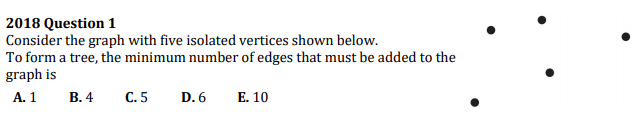 2018 Question 1
Consider the graph with five isolated vertices shown below.
To form a tree, the minimum number of edges that must be added to the
graph is
A. 1 B. 4 C. 5 D. 6 E. 10